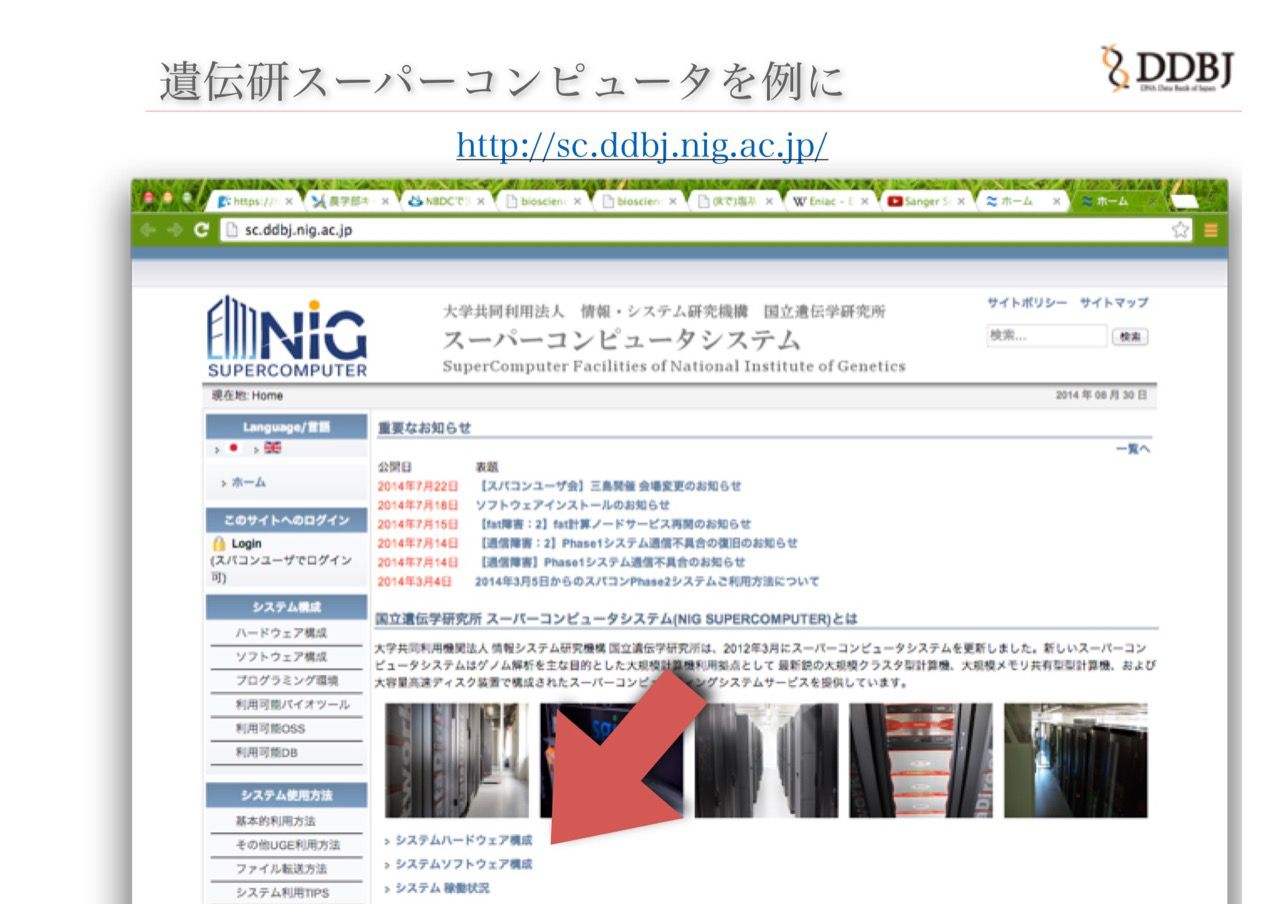 遺伝研スーパーコンピュータを例に
DDBJ
DNA Data Bank of Japan
http://sc.ddbj.nig.ac.jp/
https://
農学部キ
NBDCで
bioscien
bioscien
Wiki Eniac - E
Sanger S
ホーム
ホーム
sc.ddbj.nig.ac.jp
NIG
SUPERCOMPUTER
大学共同利用法人 情報・システム研究機構 国立遺伝学研究所
スーパーコンピュータシステム
SuperComputer Facilities of National Institute of Genetics
サイトポリシー サイトマップ
検索... 検索
現在地: Home
2014 年 08 月 30 日
Language/言語
ホーム
このサイトへのログイン
Login
(スパコンユーザでログイン
可)
システム構成
ハードウェア構成
ソフトウェア構成
プログラミング環境
利用可能バイオツール
利用可能OSS
利用可能DB
システム使用方法
基本的利用方法
その他UGE利用方法
ファイル転送方法
システム利用TIPS
重要なお知らせ
一覧へ
公開日 表題
2014年7月22日 【スパコンユーザ会】三島開催 会場変更のお知らせ
2014年7月18日 ソフトウェアインストールのお知らせ
2014年7月15日 【fat障害：2】fat計算ノードサービス再開のお知らせ
2014年7月14日 【通信障害：2】Phase1システム通信不具合の復旧のお知らせ
2014年7月14日 【通信障害】Phase1システム通信不具合のお知らせ
2014年3月4日 2014年3月5日からのスパコンPhase2システムご利用方法について
国立遺伝学研究所 スーパーコンピュータシステム(NIG SUPERCOMPUTER)とは
大学共同利用機関法人 情報システム研究機構 国立遺伝学研究所は、2012年3月にスーパーコンピュータシステムを更新しました。新しいスーパーコン
ピュータシステムはゲノム解析を主な目的とした大規模計算機利用拠点として 最新鋭の大規模クラスタ型計算機、大規模メモリ共有型型計算機、および
大容量高速ディスク装置で構成されたスーパーコンピ ングシステムサービスを提供しています。
システムハードウェア構成
システムソフトウェア構成
システム 稼働状況